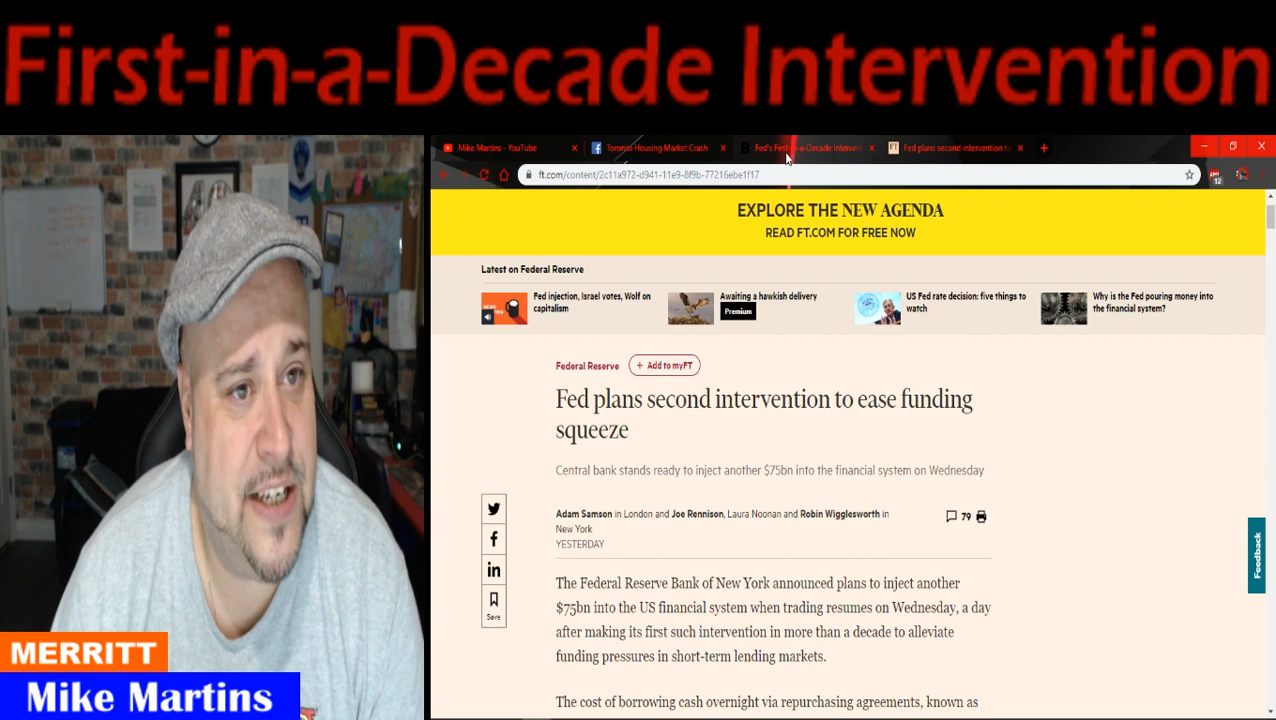 First-in-a-Decade Intervention
Mike Martins - YouTube
Toronto Housing Market Crash
Fed's First-in-a-Decade Interven
Fed plans second intervention to
ft.com/content/2c11a972-d941-11e9-8f9b-77216ebe1f17
12
EXPLORE THE NEW AGENDA
READ FT.COM FOR FREE NOW
Latest on Federal Reserve
Fed injection, Israel votes, Wolf on
capitalism
Awaiting a hawkish delivery
Premium
US Fed rate decision: five things to
watch
Why is the Fed pouring money into
the financial system?
Federal Reserve
+ Add to myFT
Fed plans second intervention to ease funding
squeeze
Central bank stands ready to inject another $75bn into the financial system on Wednesday
Adam Samson in London and Joe Rennison, Laura Noonan and Robin Wigglesworth in
New York
YESTERDAY
79
Save
Feedback
The Federal Reserve Bank of New York announced plans to inject another
$75bn into the US financial system when trading resumes on Wednesday, a day
after making its first such intervention in more than a decade to alleviate
funding pressures in short-term lending markets.
The cost of borrowing cash overnight via repurchasing agreements, known as
MERRITT
Mike Martins